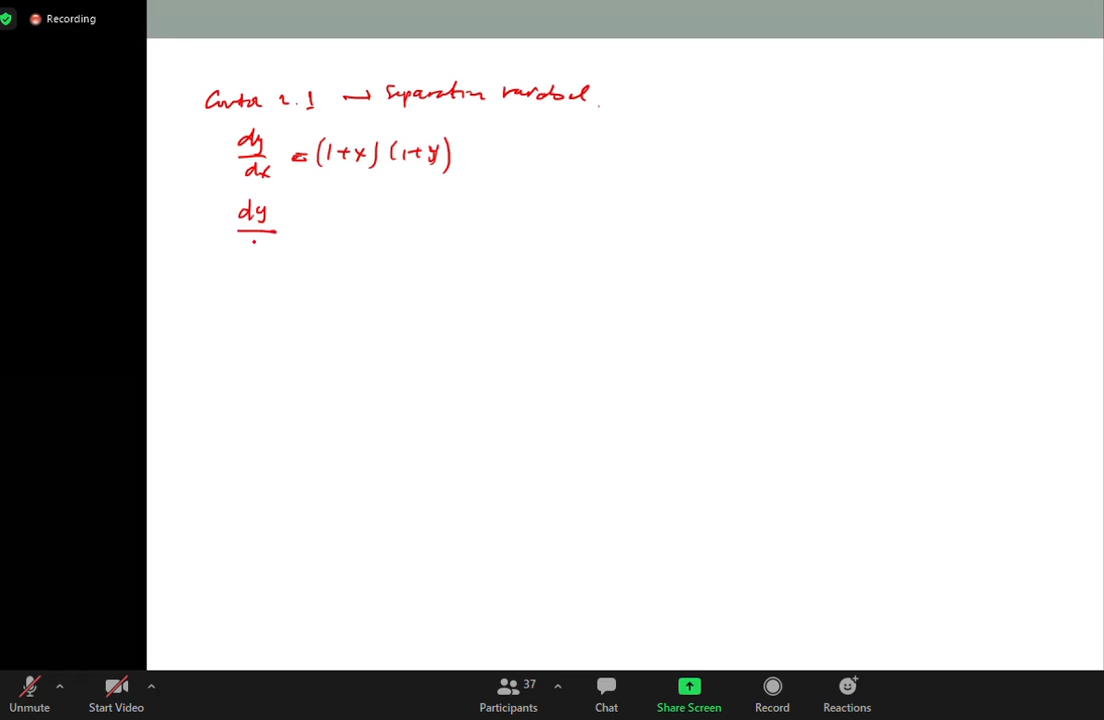 Recording
Contoh 2.1 → Separation variabel.
dy/dx = (1+x) (1+y)
dy
Unmute
Start Video
Participants 37
Chat
Share Screen
Record
Reactions